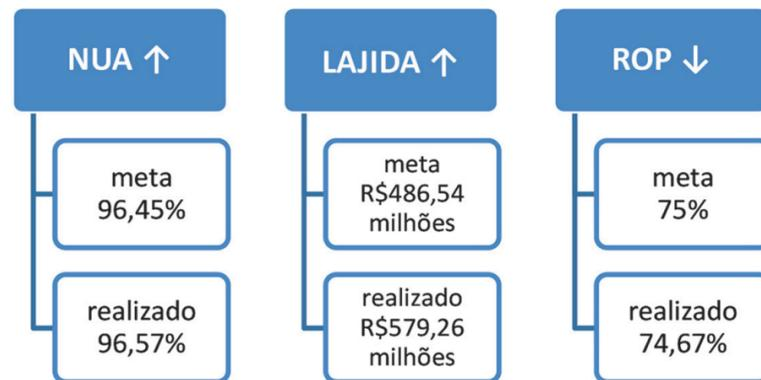 NUA ↑
meta
96,45%
realizado
96,57%
LAJIDA ↑
meta
R$486,54
milhões
realizado
R$579,26
milhões
ROP ↓
meta
75%
realizado
74,67%